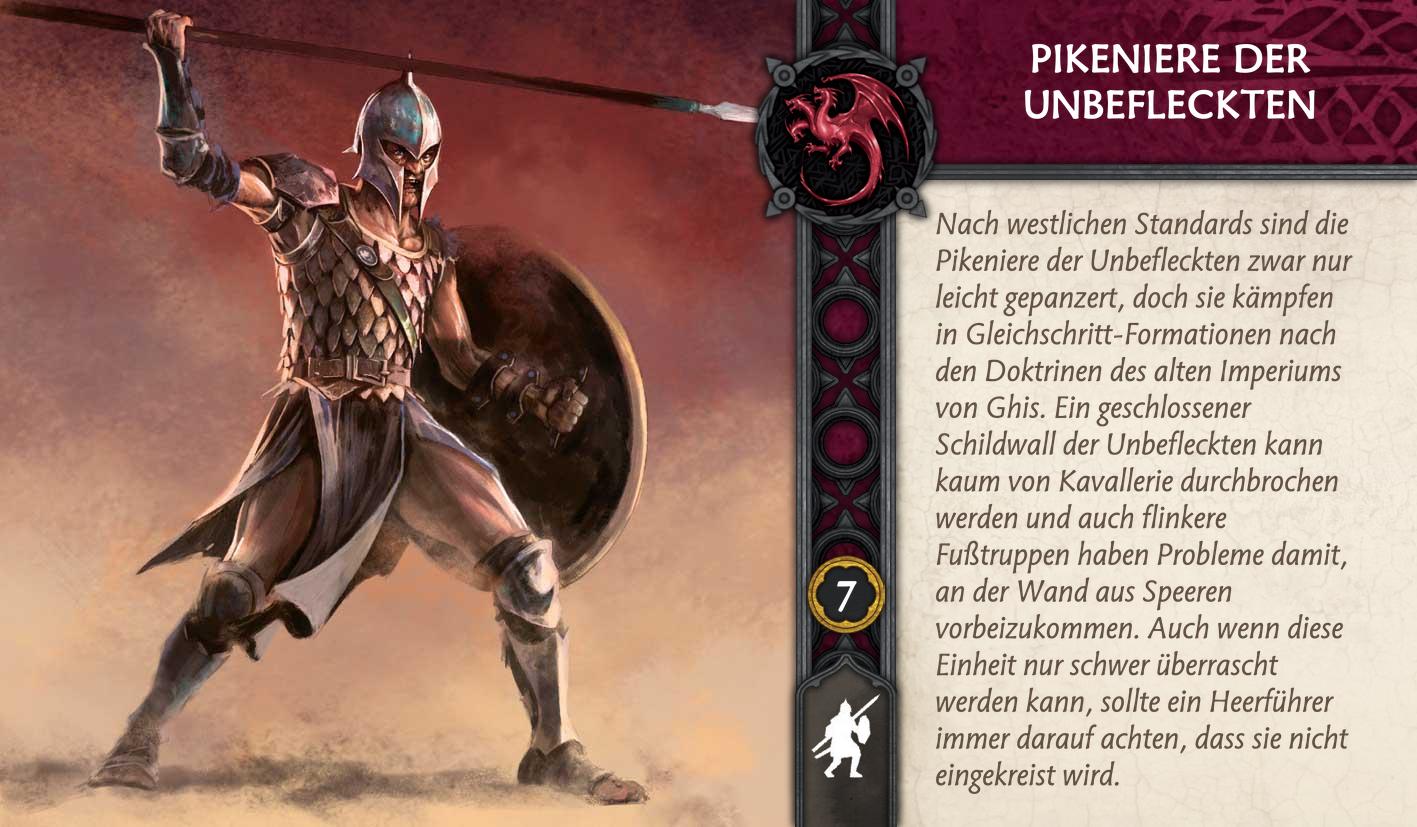 PIKENIERE DER
UNBEFLECKTEN
Nach westlichen Standards sind die
Pikeniere der Unbefleckten zwar nur
leicht gepanzert, doch sie kämpfen
in Gleichschritt-Formationen nach
den Doktrinen des alten Imperiums
von Ghis. Ein geschlossener
Schildwall der Unbefleckten kann
kaum von Kavallerie durchbrochen
werden und auch flinkere
Fußtruppen haben Probleme damit,
an der Wand aus Speeren
vorbeizukommen. Auch wenn diese
Einheit nur schwer überrascht
werden kann, sollte ein Heerführer
immer darauf achten, dass sie nicht
eingekreist wird.
7